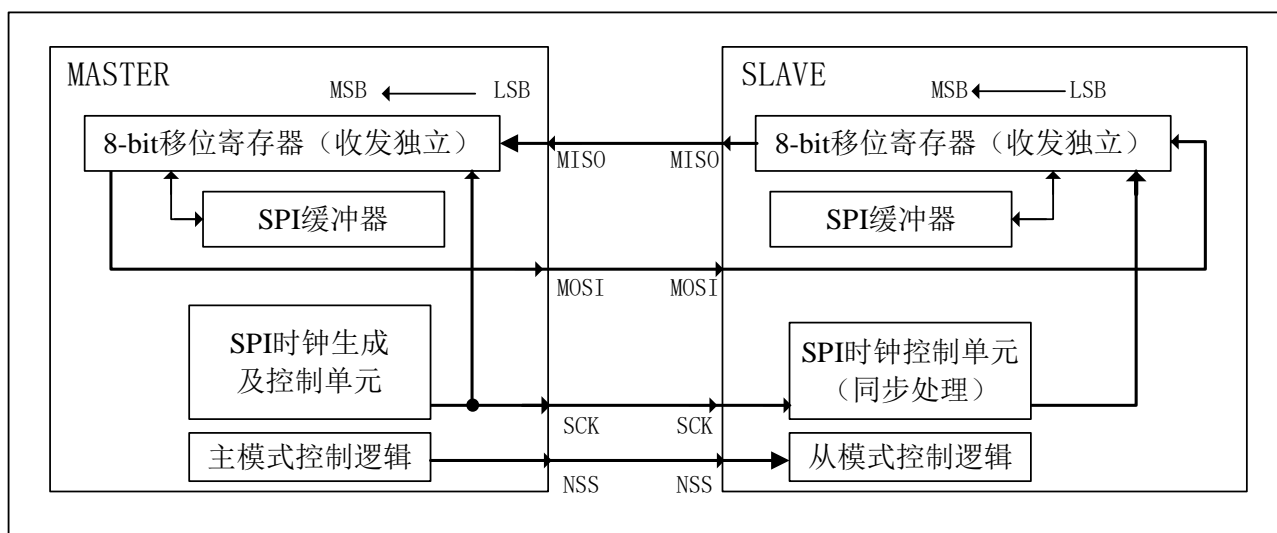 MASTER
MSB
LSB
8-bit移位寄存器（收发独立）
SPI缓冲器
SPI时钟生成
及控制单元
主模式控制逻辑
MISO
MISO
MOSI
MOSI
SCK
SCK
NSS
NSS
SLAVE
MSB
LSB
8-bit移位寄存器（收发独立）
SPI缓冲器
SPI时钟控制单元
（同步处理）
从模式控制逻辑